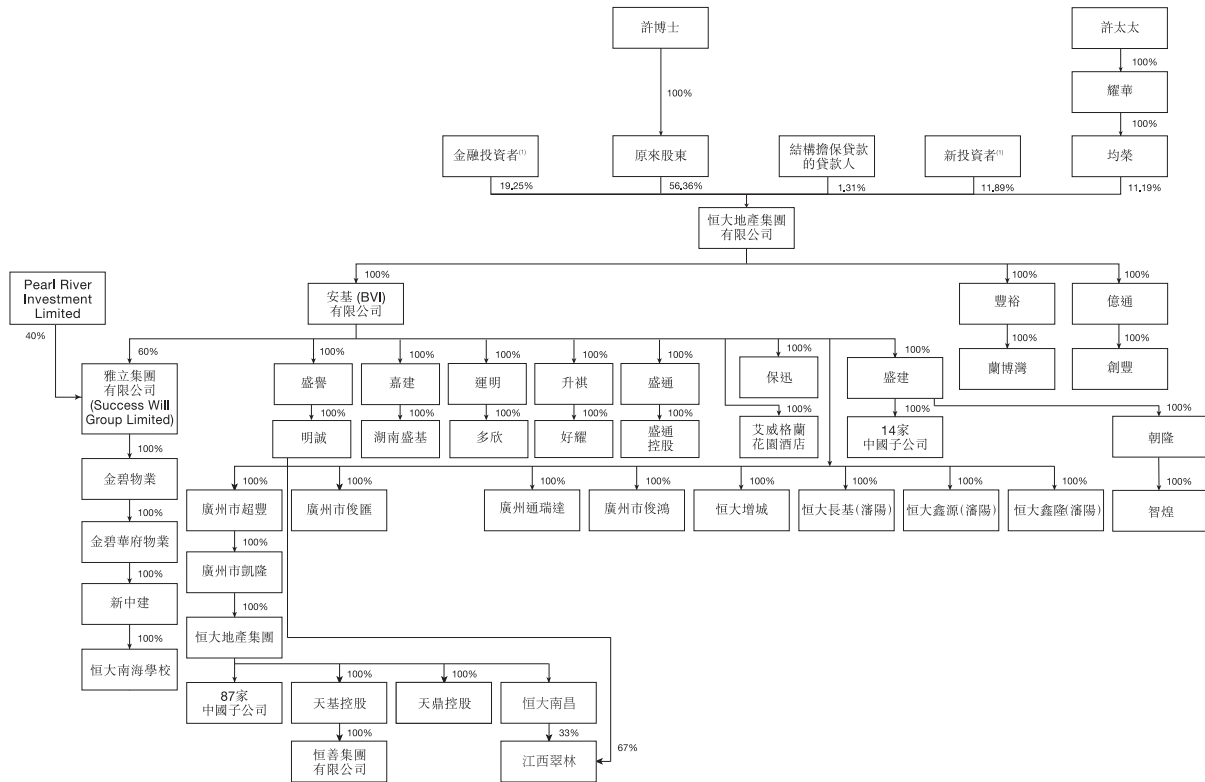 許博士
許太太
100%
100%
耀華
100%
金融投資者(1)
原來股東
結構擔保貸款
的貸款人
新投資者(1)
均榮
19.25%
56.36%
1.31%
11.89%
11.19%
恒大地產集團
有限公司
100%
100%
100%
Pearl River
Investment
Limited
安基 (BVI)
有限公司
豐裕
億通
40%
60%
100%
100%
100%
100%
100%
100%
100%
100%
100%
雅立集團
有限公司
(Success Will
Group Limited)
盛譽
嘉建
運明
升祺
盛通
保迅
盛建
蘭博灣
創豐
100%
100%
100%
100%
100%
100%
100%
100%
明誠
湖南盛基
多欣
好耀
盛通
控股
艾威格蘭
花園酒店
14家
中國子公司
朝隆
100%
金碧物業
100%
100%
100%
100%
100%
100%
100%
100%
100%
廣州市超豐
廣州市俊匯
廣州通瑞達
廣州市俊鴻
恒大增城
恒大長基(瀋陽)
恒大鑫源(瀋陽)
恒大鑫隆(瀋陽)
智煌
100%
100%
金碧華府物業
廣州市凱隆
100%
100%
新中建
恒大地產集團
100%
恒大南海學校
100%
100%
100%
87家
中國子公司
天基控股
天鼎控股
恒大南昌
100%
33%
67%
恒善集團
有限公司
江西翠林